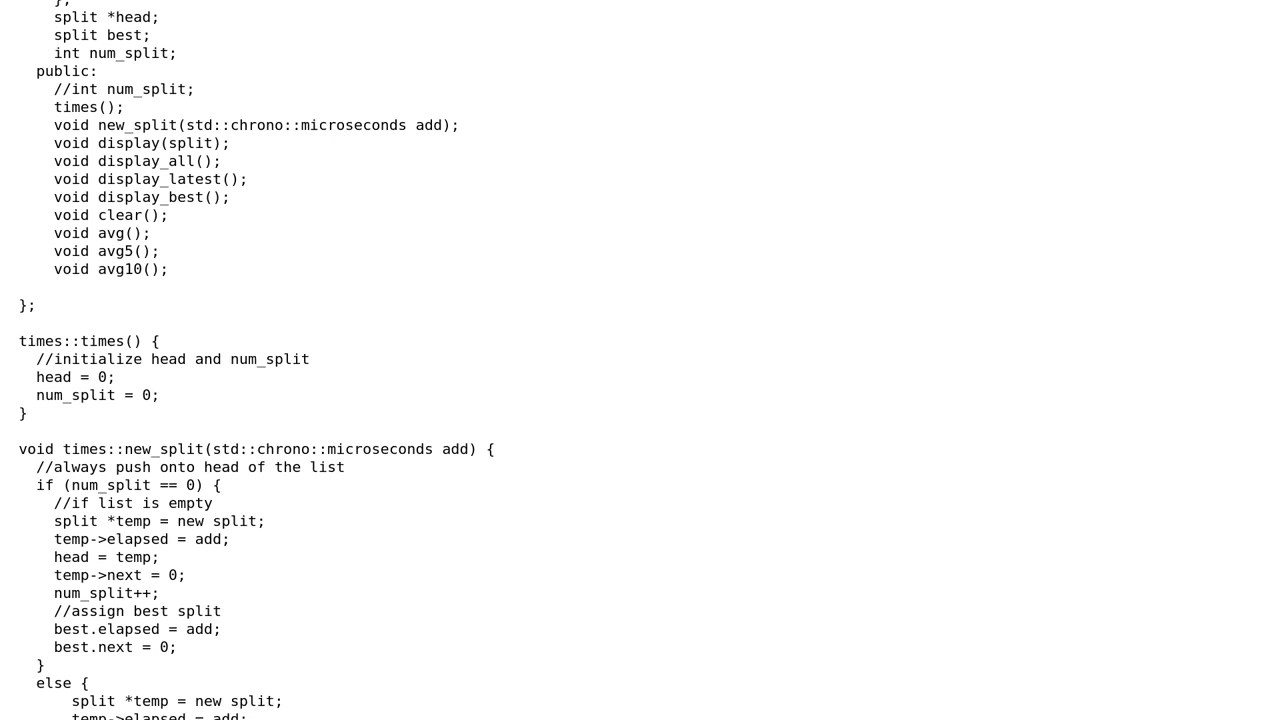 };
    split *head;
    split best;
    int num_split;
  public:
    //int num_split;
    times();
    void new_split(std::chrono::microseconds add);
    void display(split);
    void display_all();
    void display_latest();
    void display_best();
    void clear();
    void avg();
    void avg5();
    void avg10();

};

times::times() {
  //initialize head and num_split
  head = 0;
  num_split = 0;
}

void times::new_split(std::chrono::microseconds add) {
  //always push onto head of the list
  if (num_split == 0) {
    //if list is empty
    split *temp = new split;
    temp->elapsed = add;
    head = temp;
    temp->next = 0;
    num_split++;
    //assign best split
    best.elapsed = add;
    best.next = 0;
  }
  else {
      split *temp = new split;
      temp->elapsed = add;